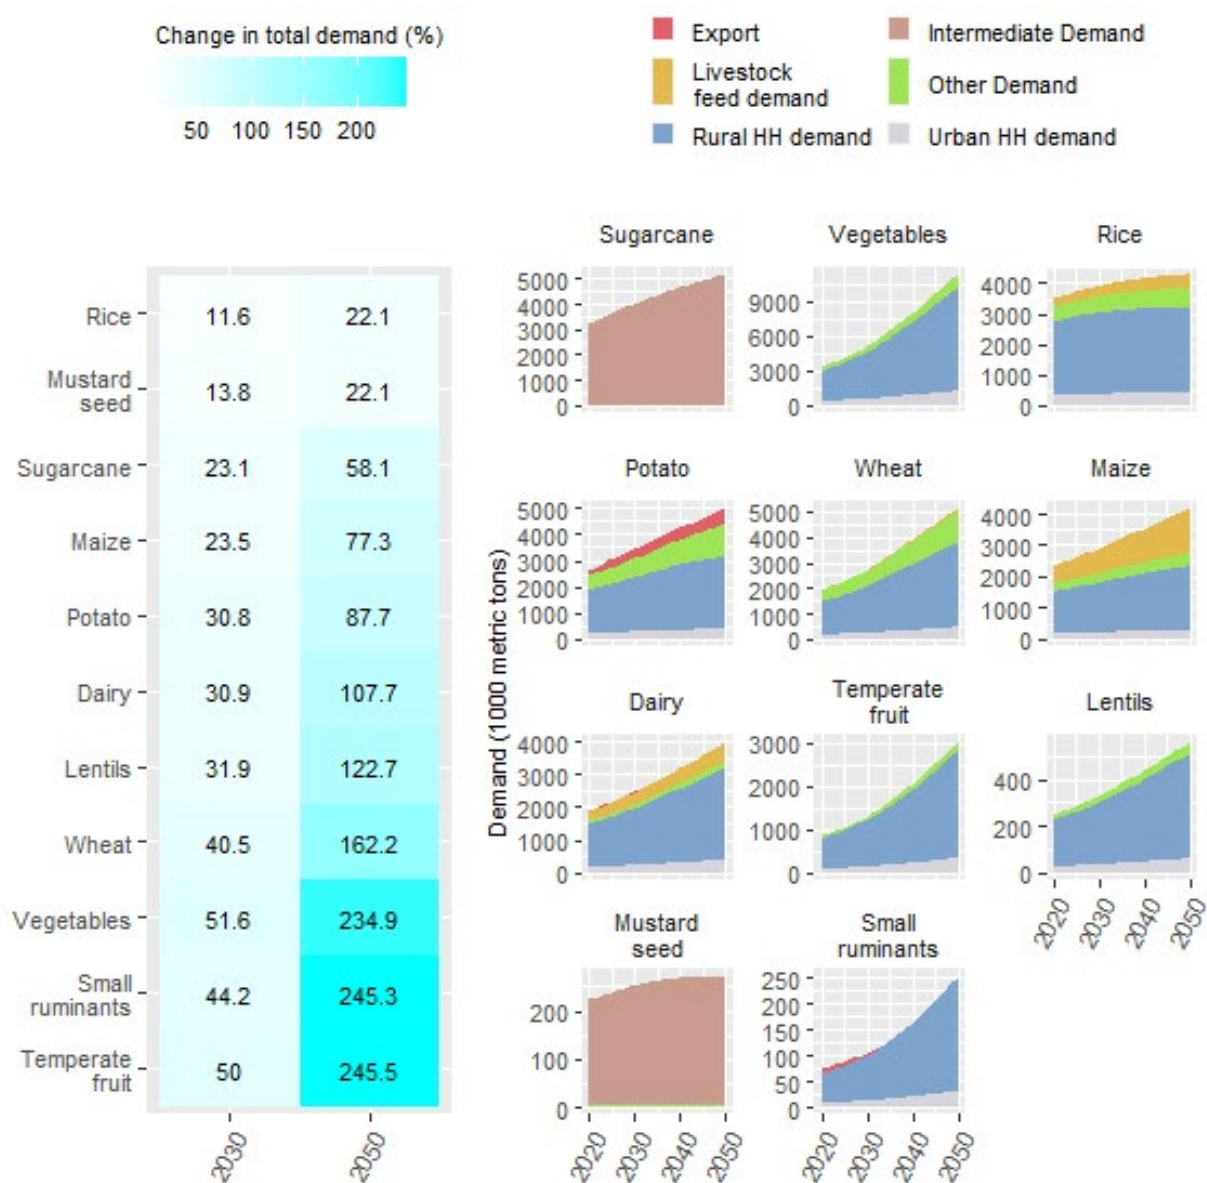 Change in total demand (%)
50 100 150 200
Export
Livestock
feed demand
Rural HH demand
Intermediate Demand
Other Demand
Urban HH demand
Rice 11.6 22.1
Mustard
seed 13.8 22.1
Sugarcane 23.1 58.1
Maize 23.5 77.3
Potato 30.8 87.7
Dairy 30.9 107.7
Lentils 31.9 122.7
Wheat 40.5 162.2
Vegetables 51.6 234.9
Small
ruminants 44.2 245.3
Temperate
fruit 50 245.5
2030 2050
Demand (1000 metric tons)
Sugarcane
5000
4000
3000
2000
1000
0
Vegetables
9000
6000
3000
0
Rice
4000
3000
2000
1000
0
Potato
5000
4000
3000
2000
1000
0
Wheat
5000
4000
3000
2000
1000
0
Maize
4000
3000
2000
1000
0
Dairy
4000
3000
2000
1000
0
Temperate
fruit
3000
2000
1000
0
Lentils
400
200
0
2020 2030 2040 2050
Mustard
seed
200
100
0
2020 2030 2040 2050
Small
ruminants
250
200
150
100
50
0
2020 2030 2040 2050